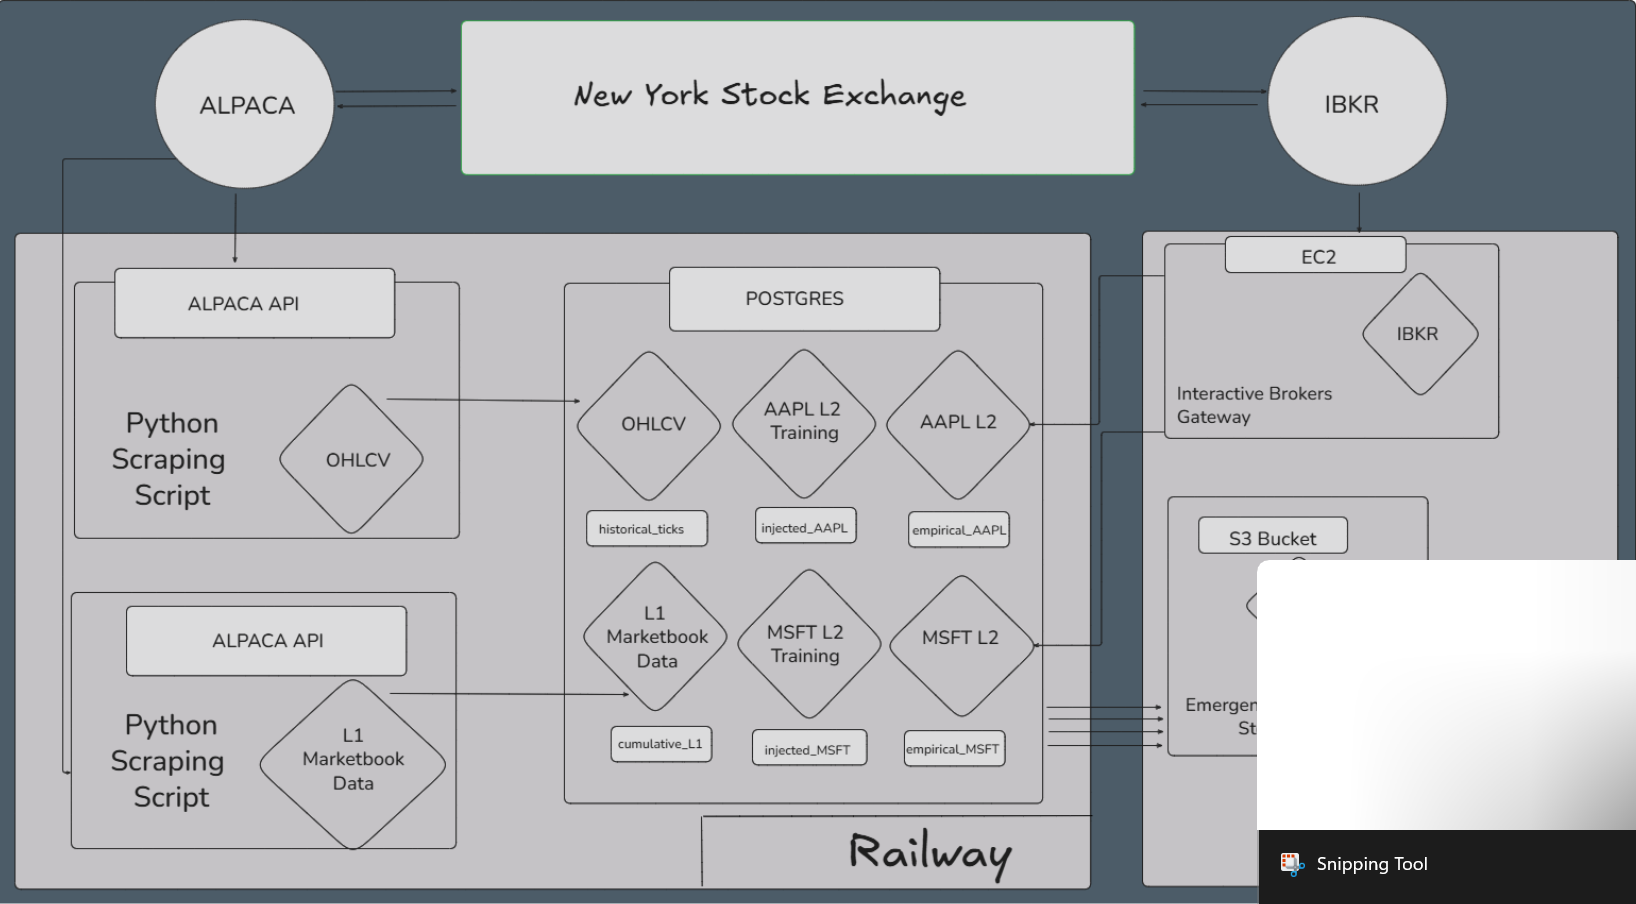 ALPACA
New York Stock Exchange
IBKR
ALPACA API
Python
Scraping
Script
OHLCV
ALPACA API
Python
Scraping
Script
L1
Marketbook
Data
POSTGRES
OHLCV
AAPL L2
Training
AAPL L2
historical_ticks
injected_AAPL
empirical_AAPL
L1
Marketbook
Data
MSFT L2
Training
MSFT L2
cumulative_L1
injected_MSFT
empirical_MSFT
Railway
EC2
IBKR
Interactive Brokers
Gateway
S3 Bucket
Emergen
St
Snipping Tool